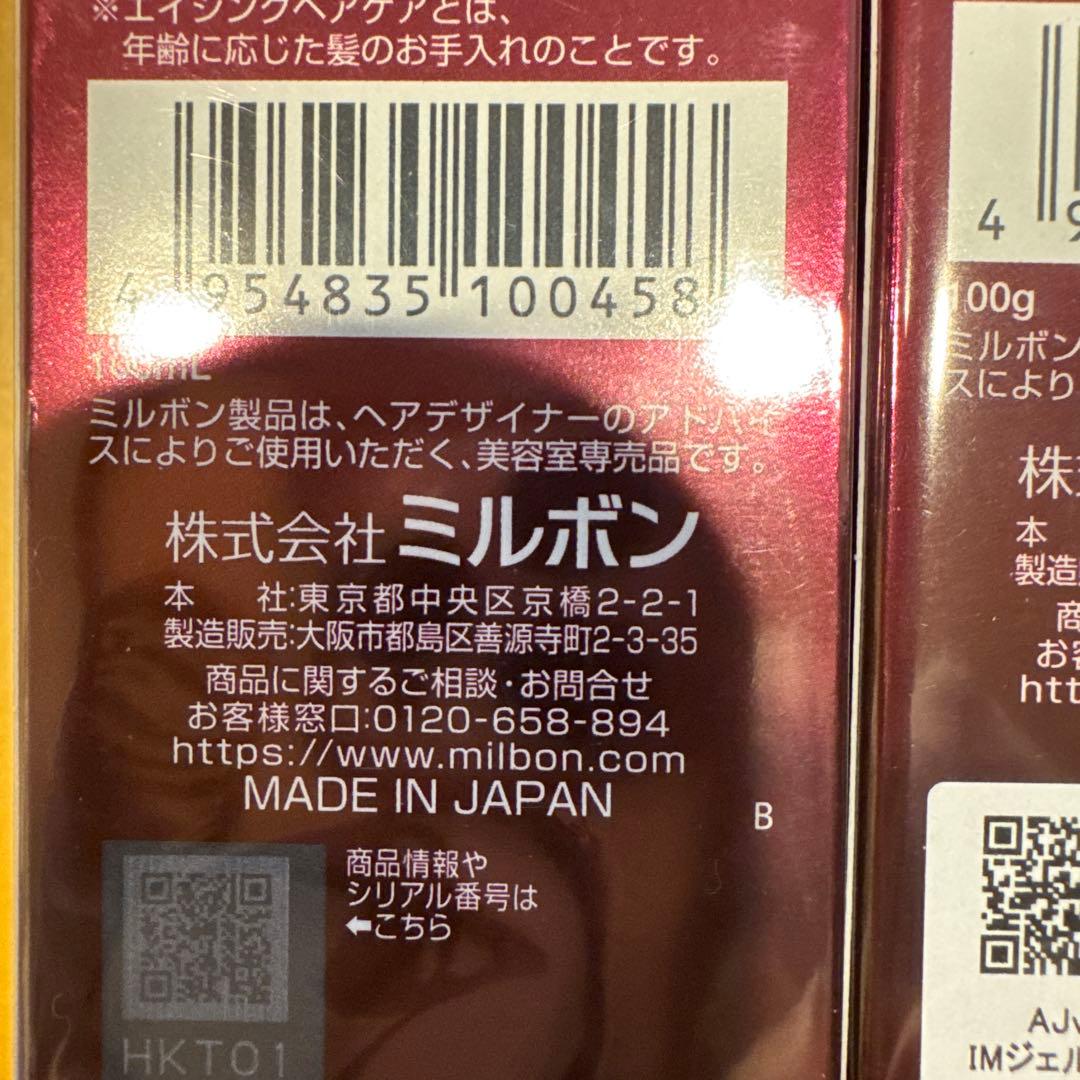 ※エイジングヘアケアとは、
年齢に応じた髪のお手入れのことです。
4 954835 100458
ミルボン製品は、ヘアデザイナーのアドバイ
スによりご使用いただく、美容室専売品です。
株式会社 ミルボン
本　社:東京都中央区京橋2-2-1
製造販売:大阪市都島区善源寺町2-3-35
商品に関するご相談・お問合せ
お客様窓口:0120-658-894
https://www.milbon.com
MADE IN JAPAN
B
商品情報や
シリアル番号は
⬅こちら
HKT01
4 9
100g
ミルボン
スにより
株
本
製造
商
お客
htt
IMジェル